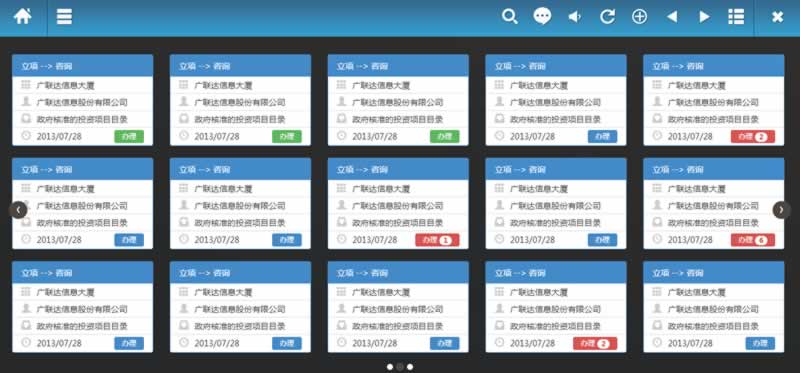 立项 --> 咨询 立项 --> 咨询 立项 --> 咨询 立项 --> 咨询 立项 --> 咨询
广联达信息大厦 广联达信息大厦 广联达信息大厦 广联达信息大厦 广联达信息大厦
广联达信息股份有限公司 广联达信息股份有限公司 广联达信息股份有限公司 广联达信息股份有限公司 广联达信息股份有限公司
政府核准的投资项目目录 政府核准的投资项目目录 政府核准的投资项目目录 政府核准的投资项目目录 政府核准的投资项目目录
2013/07/28 办理 2013/07/28 办理 2013/07/28 办理 2013/07/28 办理 2013/07/28 办理 2
立项 --> 咨询 立项 --> 咨询 立项 --> 咨询 立项 --> 咨询 立项 --> 咨询
广联达信息大厦 广联达信息大厦 广联达信息大厦 广联达信息大厦 广联达信息大厦
广联达信息股份有限公司 广联达信息股份有限公司 广联达信息股份有限公司 广联达信息股份有限公司 广联达信息股份有限公司
政府核准的投资项目目录 政府核准的投资项目目录 政府核准的投资项目目录 政府核准的投资项目目录 政府核准的投资项目目录
2013/07/28 办理 2013/07/28 办理 2013/07/28 办理 1 2013/07/28 办理 2013/07/28 办理 6
立项 --> 咨询 立项 --> 咨询 立项 --> 咨询 立项 --> 咨询 立项 --> 咨询
广联达信息大厦 广联达信息大厦 广联达信息大厦 广联达信息大厦 广联达信息大厦
广联达信息股份有限公司 广联达信息股份有限公司 广联达信息股份有限公司 广联达信息股份有限公司 广联达信息股份有限公司
政府核准的投资项目目录 政府核准的投资项目目录 政府核准的投资项目目录 政府核准的投资项目目录 政府核准的投资项目目录
2013/07/28 办理 2013/07/28 办理 2013/07/28 办理 2013/07/28 办理 2 2013/07/28 办理